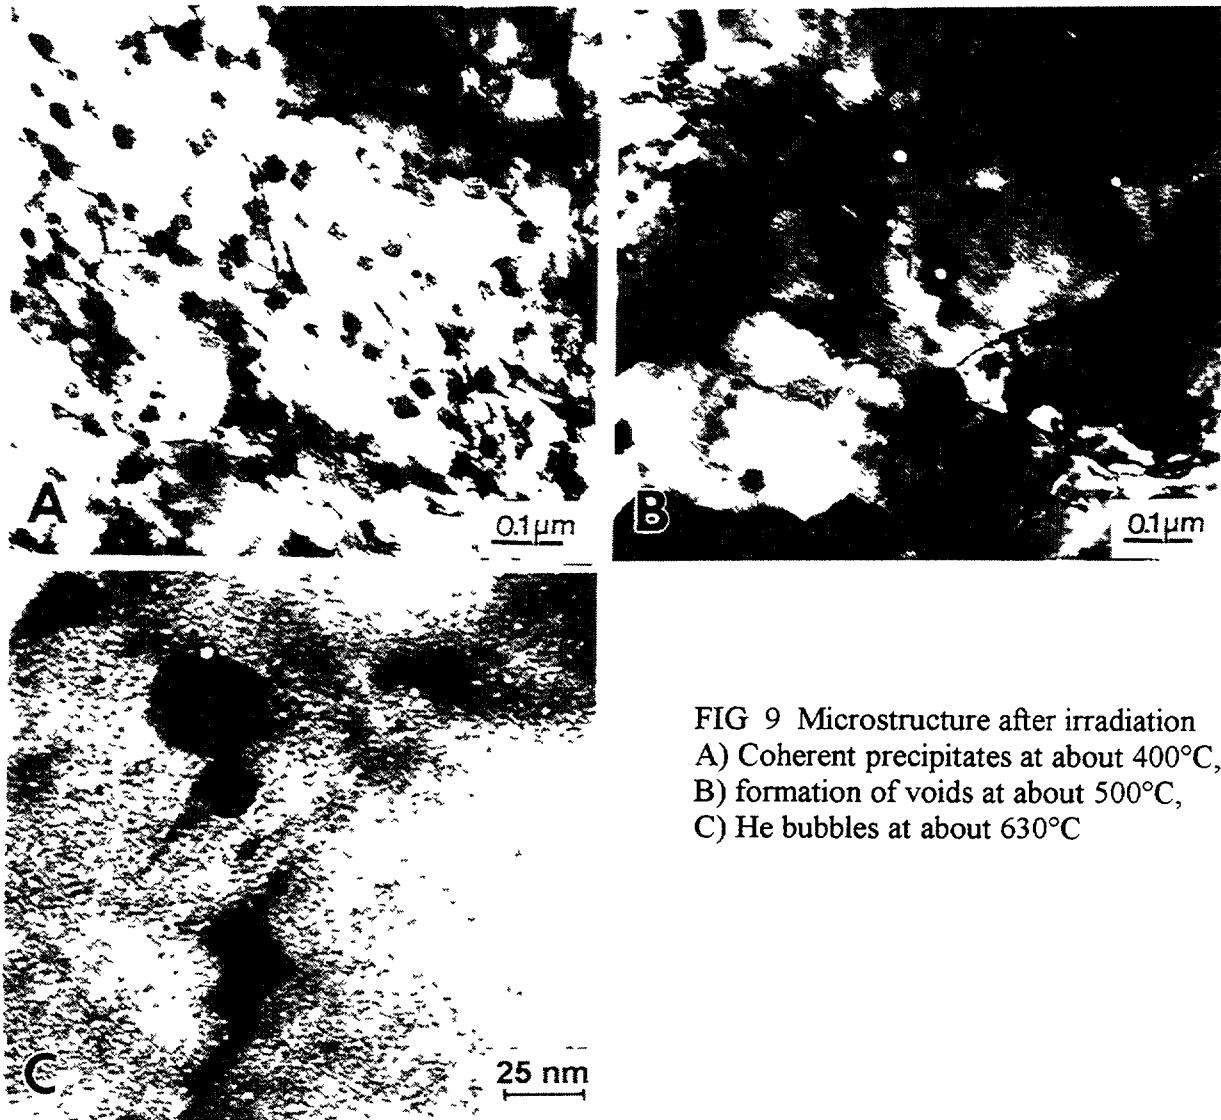 A
0.1µm
B
0.1µm
C
25 nm
FIG 9 Microstructure after irradiation
A) Coherent precipitates at about 400°C,
B) formation of voids at about 500°C,
C) He bubbles at about 630°C